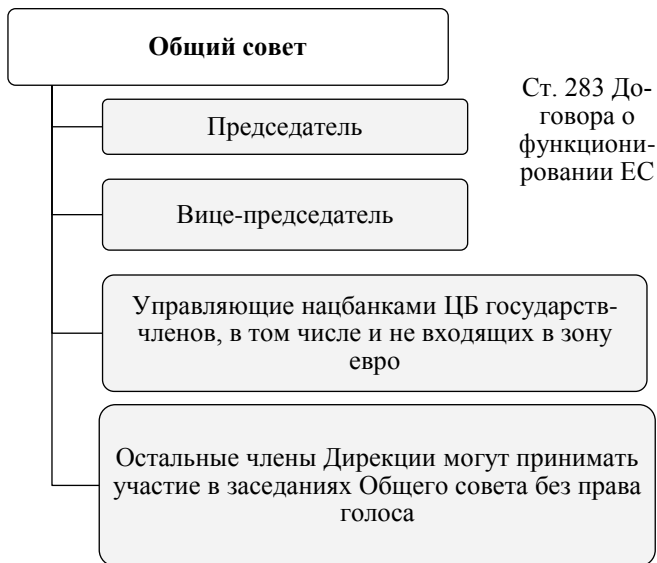 Общий совет
Ст. 283 До-
говора о
функциони-
ровании ЕС
Председатель
Вице-председатель
Управляющие нацбанками ЦБ государств-
членов, в том числе и не входящих в зону
евро
Остальные члены Дирекции могут принимать
участие в заседаниях Общего совета без права
голоса